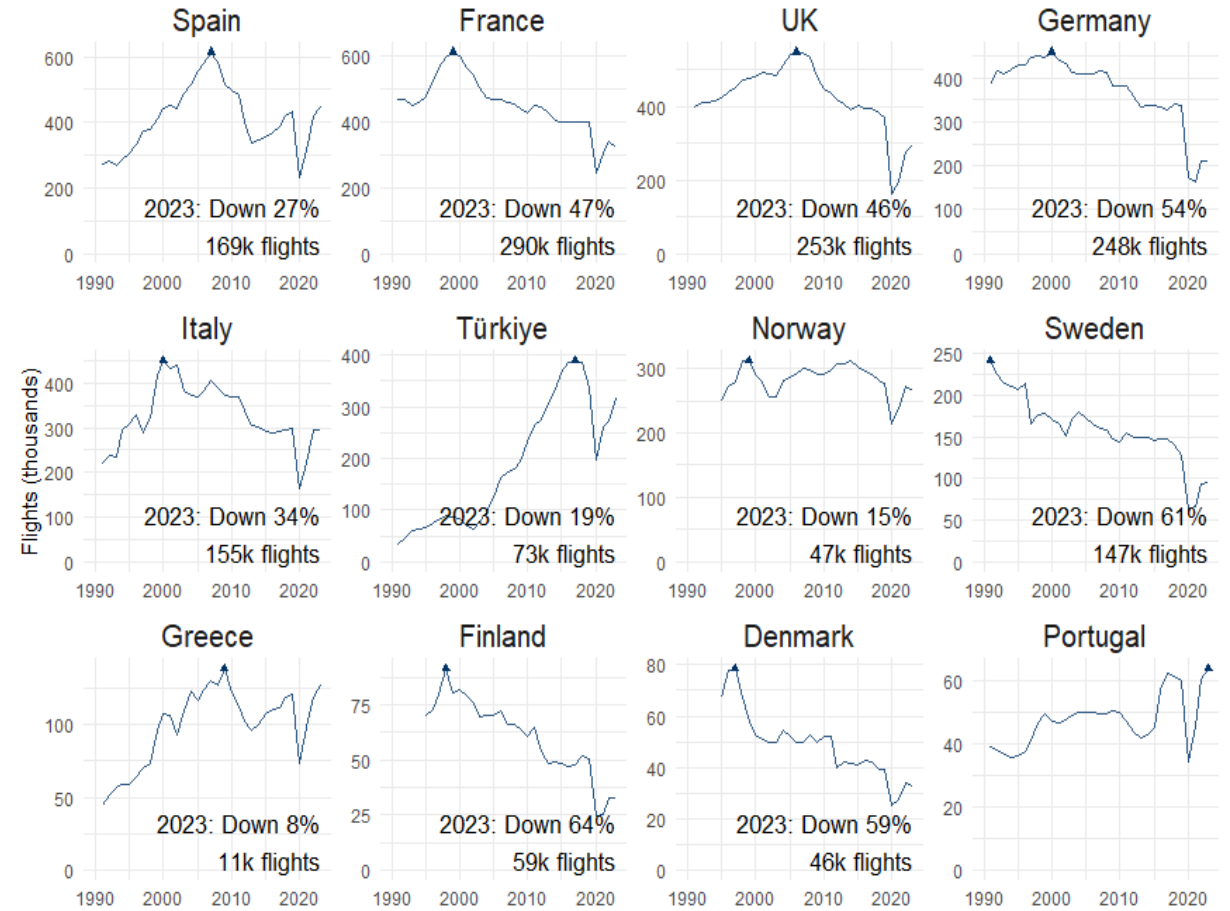 Spain
France
UK
Germany
600
400
200
0
2023: Down 27%
169k flights
1990 2000 2010 2020
600
400
200
0
2023: Down 47%
290k flights
1990 2000 2010 2020
400
200
0
2023: Down 46%
253k flights
1990 2000 2010 2020
400
300
200
100
0
2023: Down 54%
248k flights
1990 2000 2010 2020
Flights (thousands)
Italy
Türkiye
Norway
Sweden
400
300
200
100
0
2023: Down 34%
155k flights
1990 2000 2010 2020
400
300
200
100
0
2023: Down 19%
73k flights
1990 2000 2010 2020
300
200
100
0
2023: Down 15%
47k flights
1990 2000 2010 2020
250
200
150
100
50
0
2023: Down 61%
147k flights
1990 2000 2010 2020
Greece
Finland
Denmark
Portugal
100
50
0
2023: Down 8%
11k flights
1990 2000 2010 2020
75
50
25
0
2023: Down 64%
59k flights
1990 2000 2010 2020
80
60
40
20
0
2023: Down 59%
46k flights
1990 2000 2010 2020
60
40
20
0
1990 2000 2010 2020